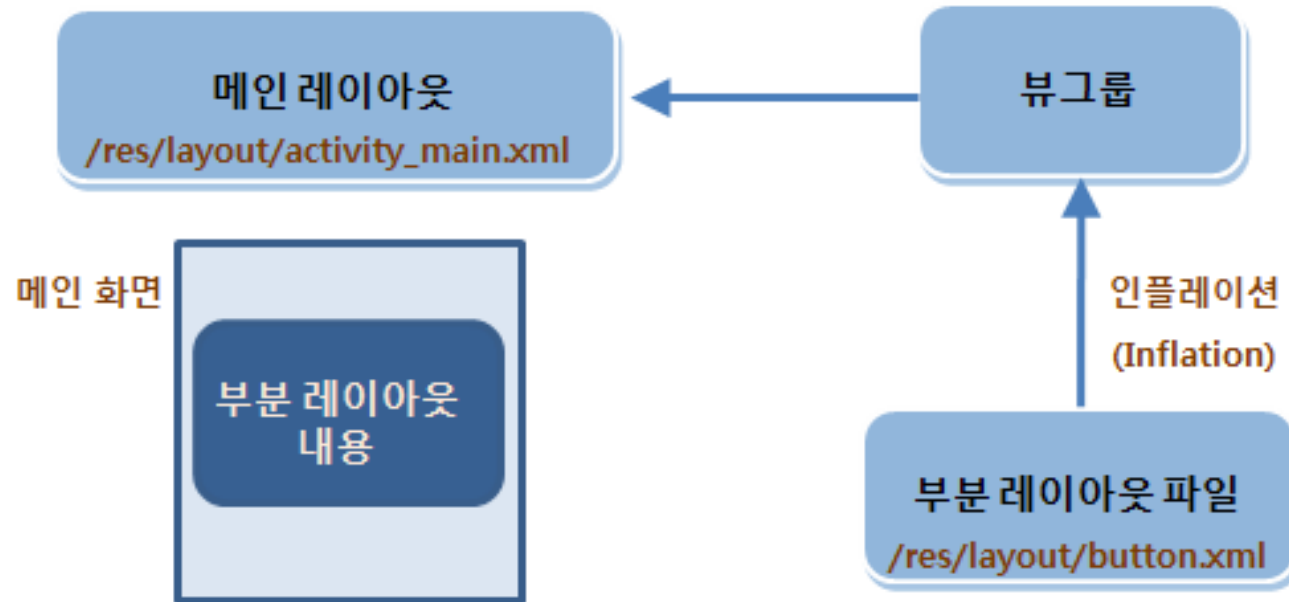 메인 레이아웃
/res/layout/activity_main.xml
뷰그룹
메인 화면
부분 레이아웃
내용
인플레이션
(Inflation)
부분 레이아웃 파일
/res/layout/button.xml